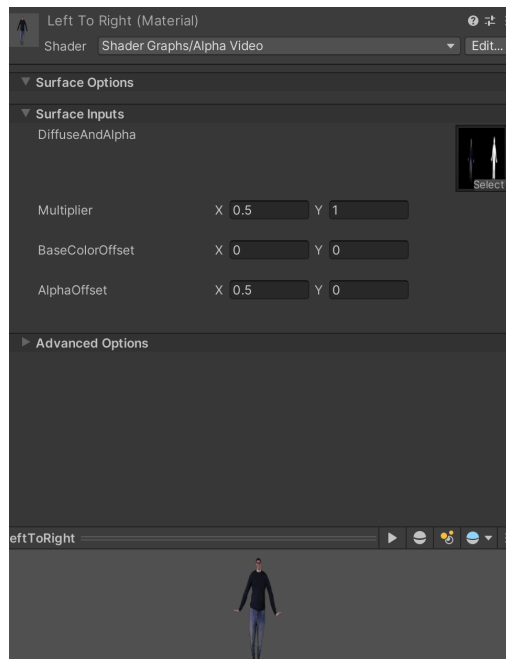 Left To Right (Material)
Shader Shader Graphs/Alpha Video Edit...
Surface Options
Surface Inputs
DiffuseAndAlpha
Select
Multiplier X 0.5 Y 1
BaseColorOffset X 0 Y 0
AlphaOffset X 0.5 Y 0
Advanced Options
eftToRight